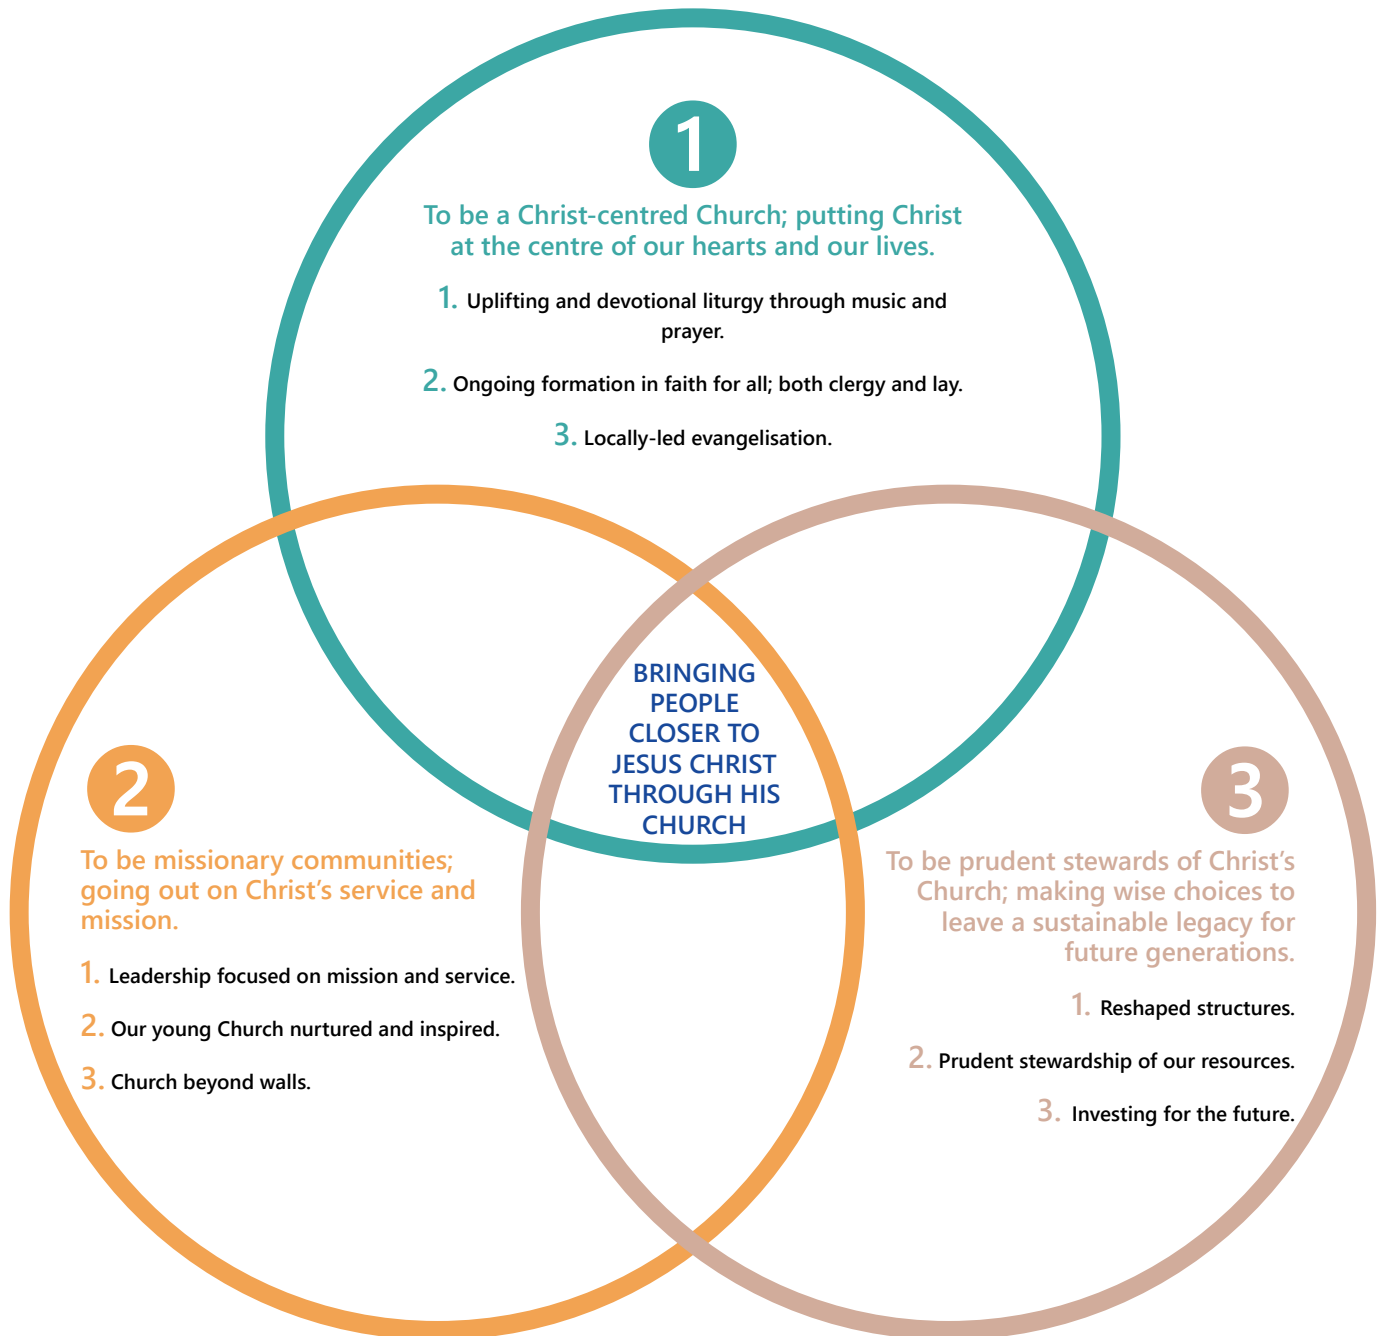 1
To be a Christ-centred Church; putting Christ
at the centre of our hearts and our lives.
1. Uplifting and devotional liturgy through music and
prayer.
2. Ongoing formation in faith for all; both clergy and lay.
3. Locally-led evangelisation.
BRINGING
PEOPLE
CLOSER TO
JESUS CHRIST
THROUGH HIS
CHURCH
2
To be missionary communities;
going out on Christ’s service and
mission.
1. Leadership focused on mission and service.
2. Our young Church nurtured and inspired.
3. Church beyond walls.
3
To be prudent stewards of Christ’s
Church; making wise choices to
leave a sustainable legacy for
future generations.
1. Reshaped structures.
2. Prudent stewardship of our resources.
3. Investing for the future.